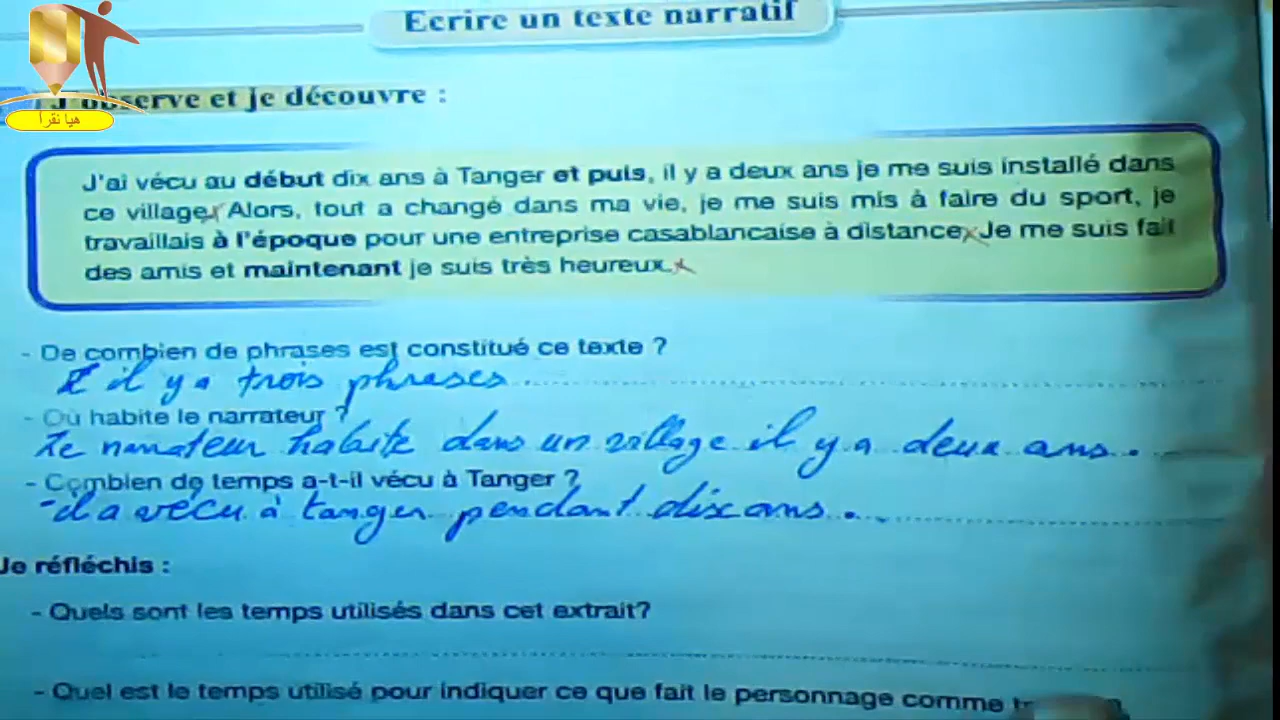 Ecrire un texte narratif
هيا نقرأ
J'observe et je découvre :
J'ai vécu au début dix ans à Tanger et puis, il y a deux ans je me suis installé dans
ce village. Alors, tout a changé dans ma vie, je me suis mis à faire du sport, je
travaillais à l'époque pour une entreprise casablancaise à distance. Je me suis fait
des amis et maintenant je suis très heureux.
- De combien de phrases est constitué ce texte ?
il y a trois phrases
- Où habite le narrateur ?
Le narrateur habite dans un village il y a deux ans.
- Combien de temps a-t-il vécu à Tanger ?
- il a vécu à tanger pendant dix ans.
Je réfléchis :
- Quels sont les temps utilisés dans cet extrait?
- Quel est le temps utilisé pour indiquer ce que fait le personnage comme